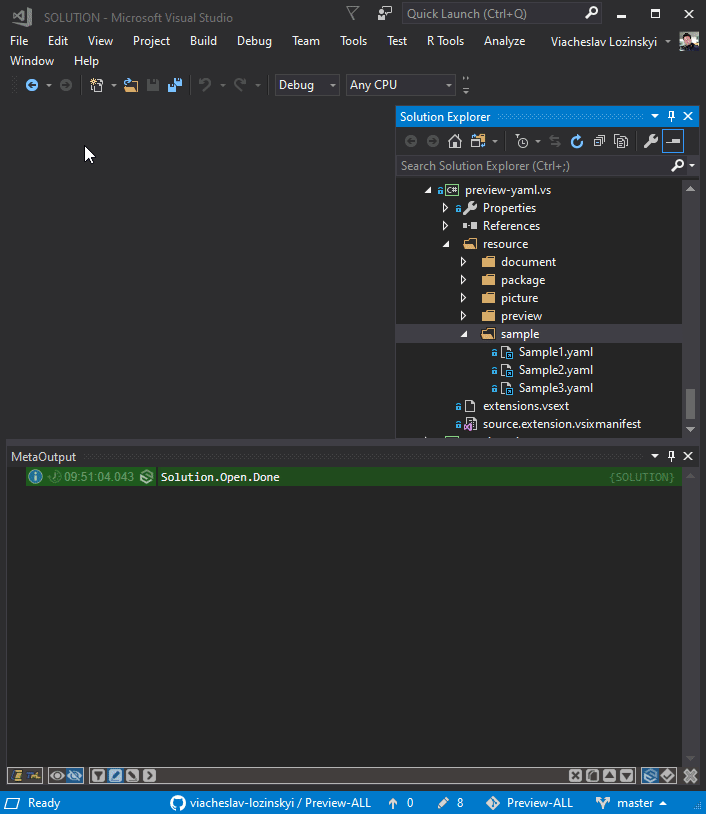 SOLUTION - Microsoft Visual Studio
Quick Launch (Ctrl+Q)
File Edit View Project Build Debug Team Tools Test R Tools Analyze Viacheslav Lozinskyi
Window Help
Debug Any CPU
Solution Explorer
Search Solution Explorer (Ctrl+;)
C# preview-yaml.vs
Properties
References
resource
document
package
picture
preview
sample
Sample1.yaml
Sample2.yaml
Sample3.yaml
extensions.vsext
source.extension.vsixmanifest
MetaOutput
09:51:04.043 Solution.Open.Done {SOLUTION}
Ready viacheslav-lozinskyi / Preview-ALL 0 8 Preview-ALL master